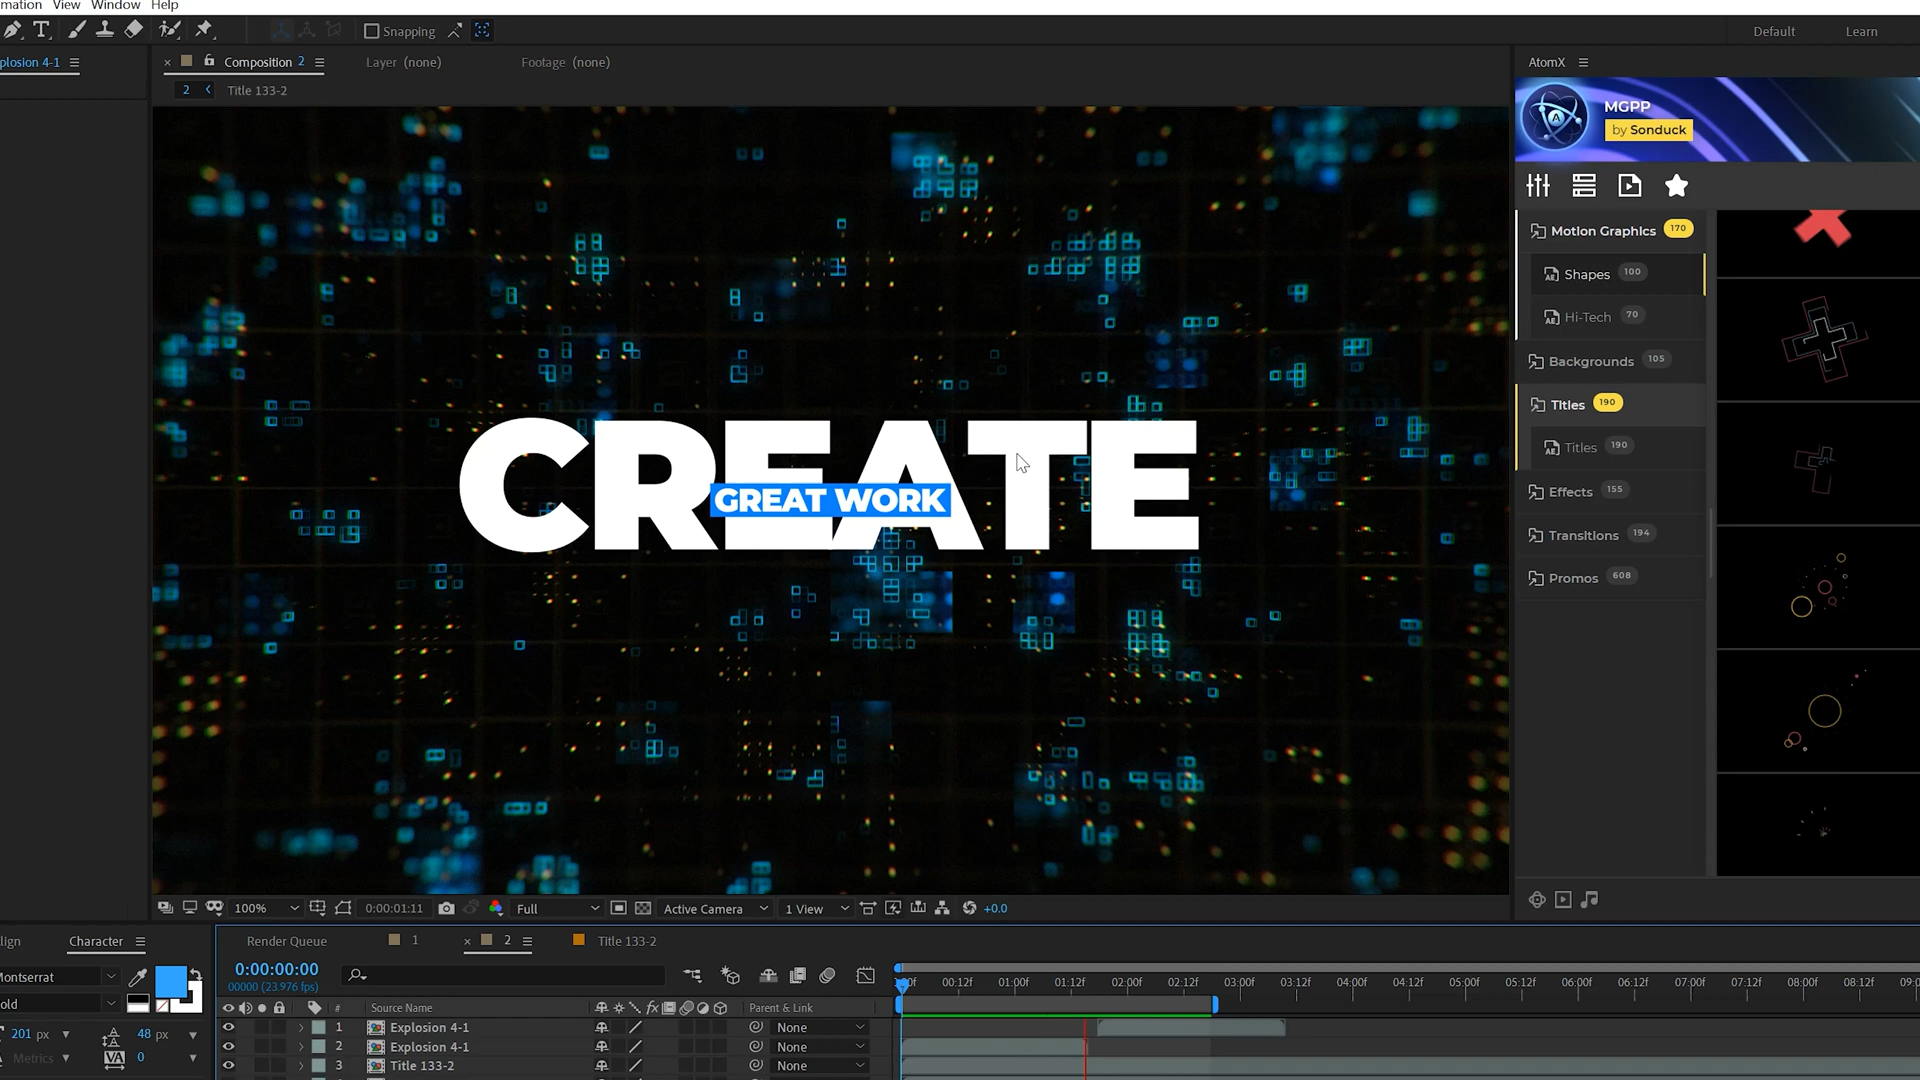 mation View Window Help
Snapping
Default Learn
plosion 4-1
Composition 2
Layer (none)
Footage (none)
AtomX
2
Title 133-2
MGPP
by Sonduck
Motion Graphics 170
Shapes 100
Hi-Tech 70
Backgrounds 105
Titles 190
Titles 190
Effects 155
Transitions 194
Promos 608
CREATE
GREAT WORK
100%
0:00:01:11
Full
Active Camera
1 View
+0.0
lign
Character
Render Queue
1
2
Title 133-2
ontserrat
old
201 px
48 px
Metrics
VA
0
0:00:00:00
00000 (23.976 fps)
# Source Name
fx
Parent & Link
00:12f 01:00f 01:12f 02:00f 02:12f 03:00f 03:12f 04:00f 04:12f 05:00f 05:12f 06:00f 06:12f 07:00f 07:12f 08:00f 08:12f
1 Explosion 4-1 None
2 Explosion 4-1 None
3 Title 133-2 None